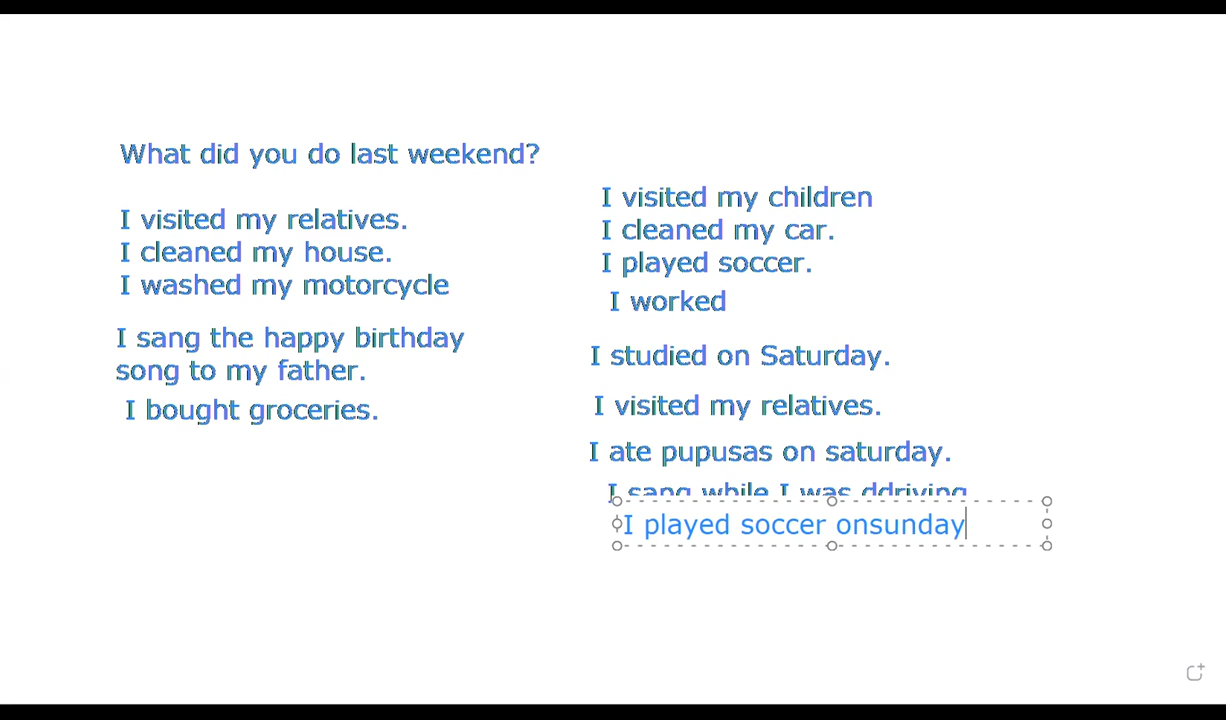 What did you do last weekend?
I visited my relatives.
I cleaned my house.
I washed my motorcycle
I sang the happy birthday
song to my father.
I bought groceries.
I visited my children
I cleaned my car.
I played soccer.
I worked
I studied on Saturday.
I visited my relatives.
I ate pupusas on saturday.
I sang while I was ddriving
I played soccer onsunday